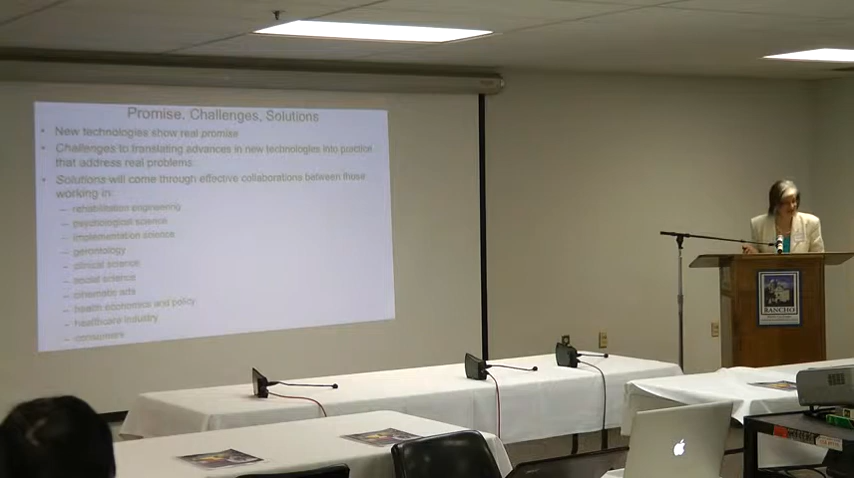 Promise, Challenges, Solutions
• New technologies show real promise
• Challenges to translating advances in new technologies into practice
that address real problems.
• Solutions will come through effective collaborations between those
working in:
– rehabilitation engineering
– psychological science
– implementation science
– gerontology
– clinical science
– social science
– cinematic arts
– health economics and policy
– healthcare industry
– consumers
RANCHO